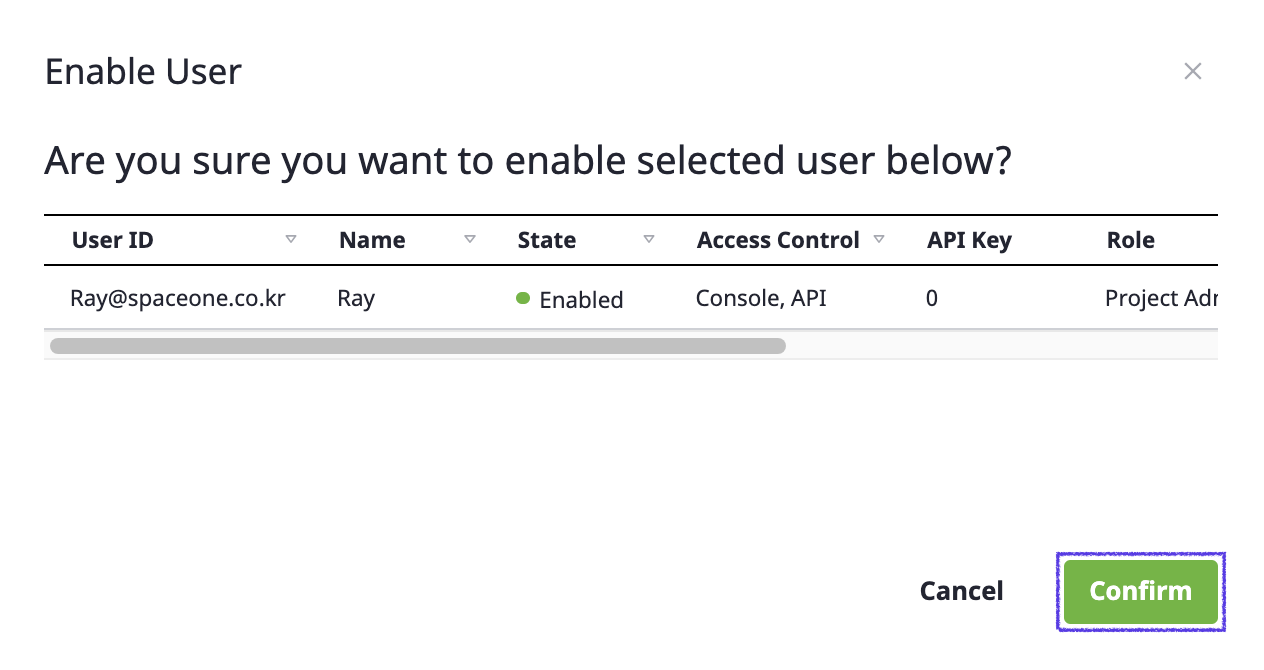 Enable User
Are you sure you want to enable selected user below?
User ID Name State Access Control API Key Role
Ray@spaceone.co.kr Ray Enabled Console, API 0 Project
Cancel Confirm